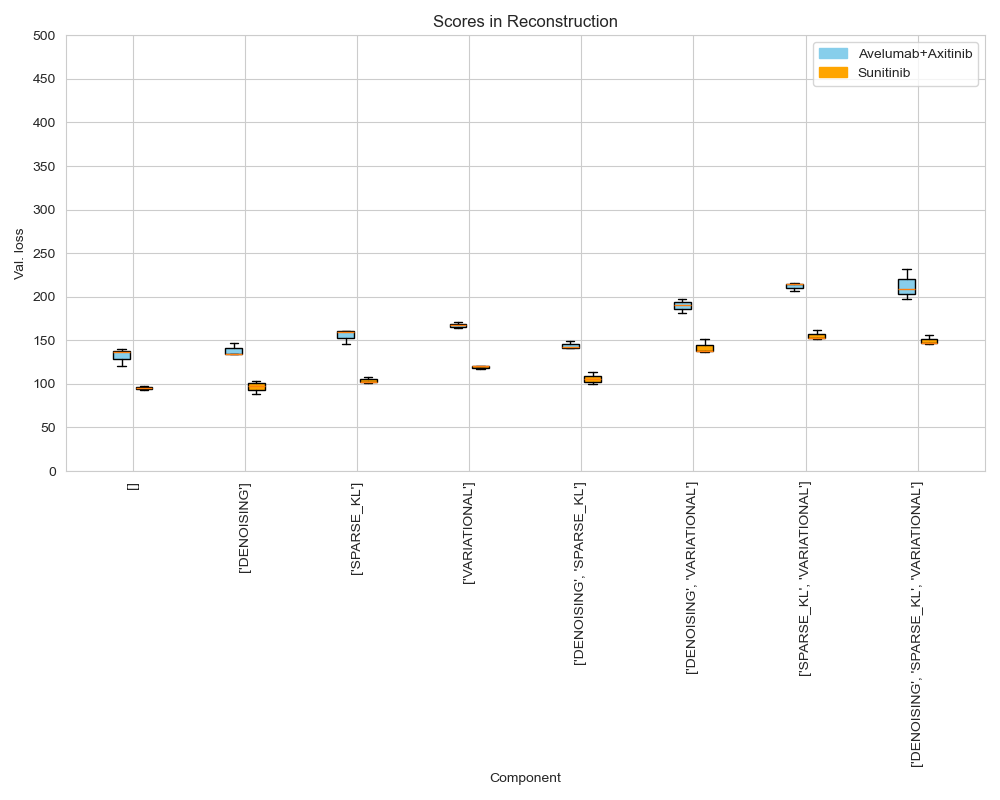 Scores in Reconstruction
Avelumab+Axitinib
Sunitinib
500
450
400
350
300
250
200
150
100
50
0
Val. loss
[]
['DENOISING']
['SPARSE_KL']
['VARIATIONAL']
['DENOISING', 'SPARSE_KL']
['DENOISING', 'VARIATIONAL']
['SPARSE_KL', 'VARIATIONAL']
['DENOISING', 'SPARSE_KL', 'VARIATIONAL']
Component